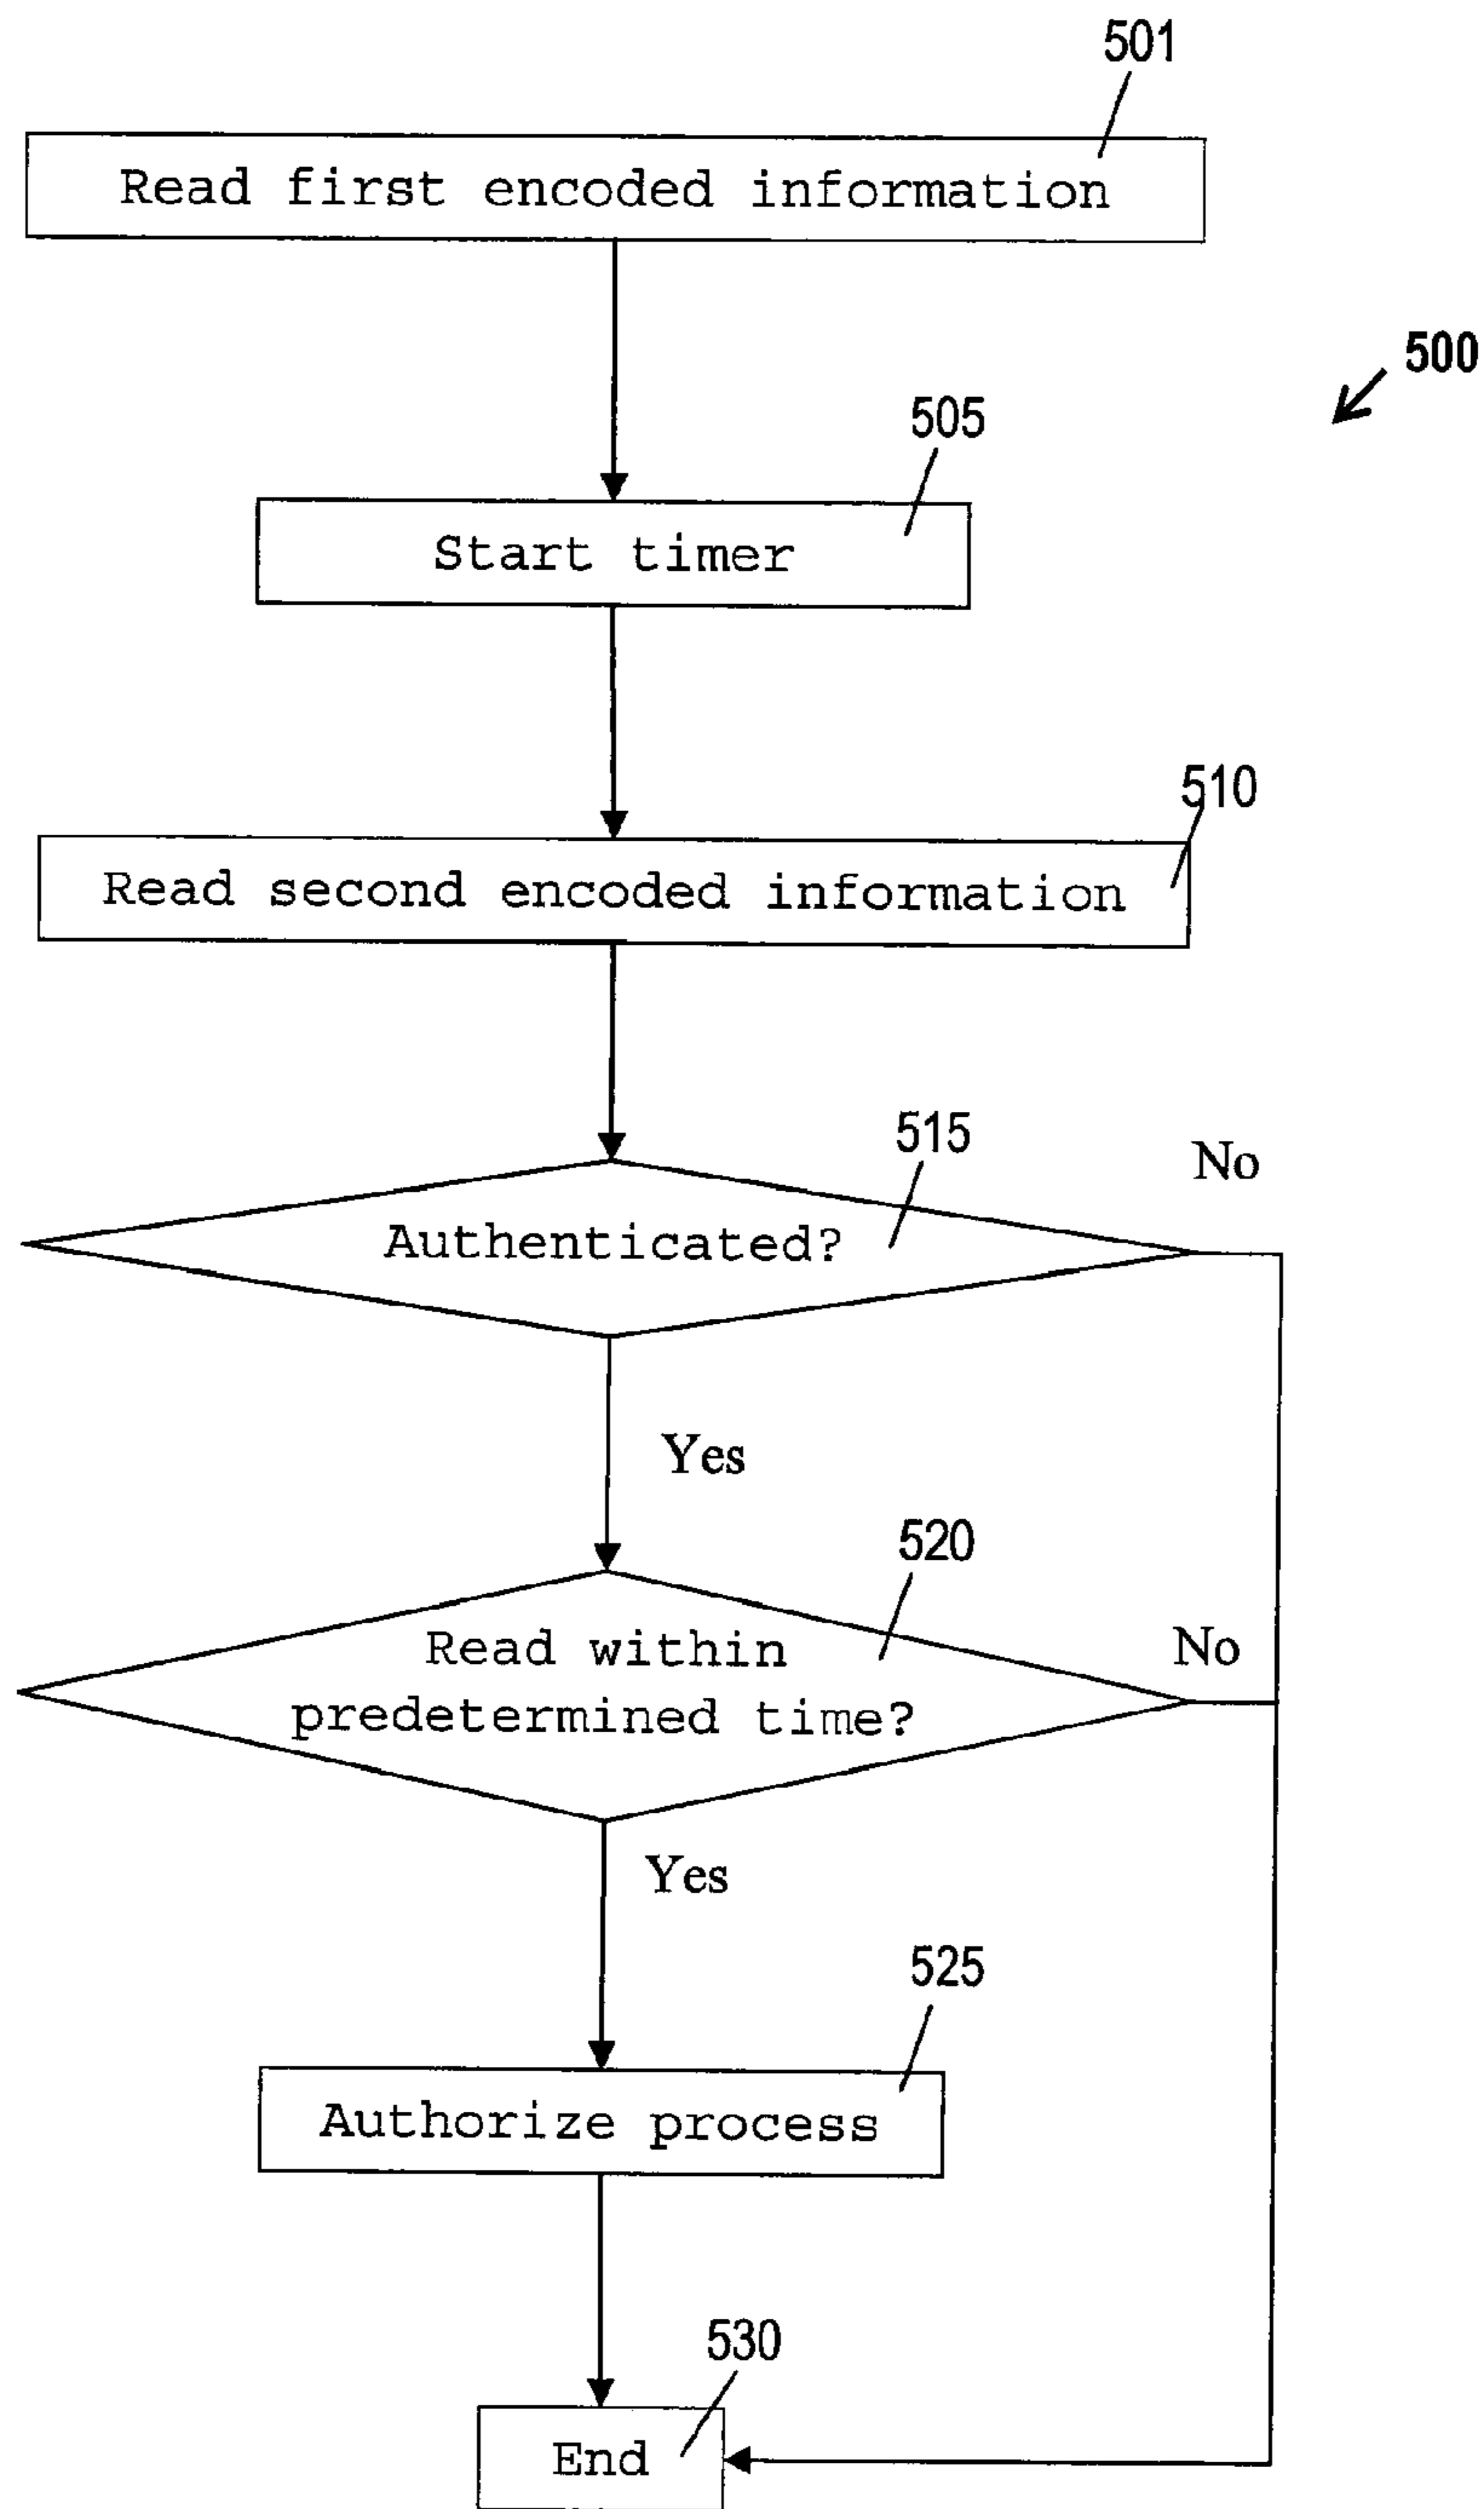 501
Read first encoded information
500
505
Start timer
510
Read second encoded information
515
No
Authenticated?
Yes
520
Read within
No
predetermined time?
Yes
525
Authorize process
530
End